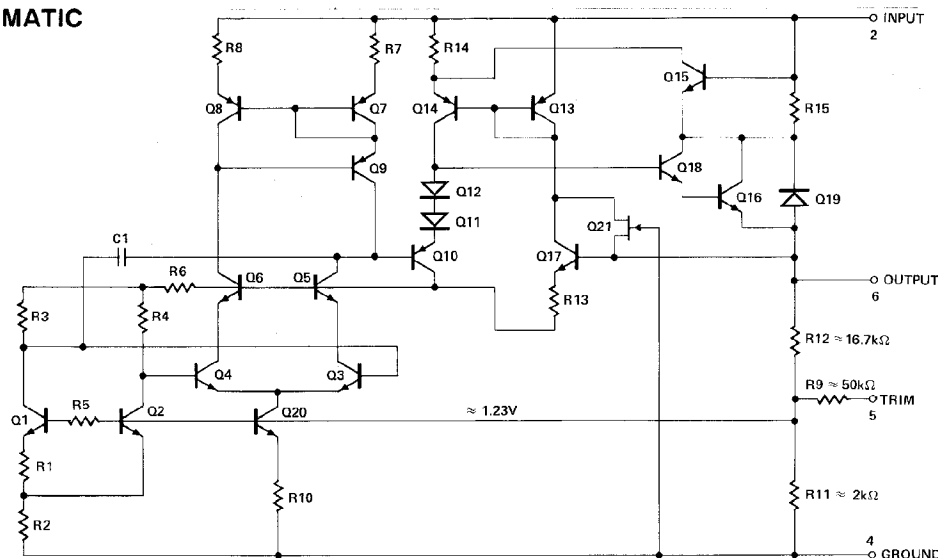 MATIC
INPUT
2
R8
R7
R14
Q15
R15
Q8
Q7
Q14
Q13
Q9
Q18
Q12
Q16
Q19
Q11
Q21
C1
Q10
Q17
R6
Q6
Q5
R13
OUTPUT
6
R3
R4
R12 ≈ 16.7kΩ
Q4
Q3
R9 ≈ 50kΩ
TRIM
5
Q1
R5
Q2
Q20
≈ 1.23V
R1
R10
R11 ≈ 2kΩ
R2
4
GROUND